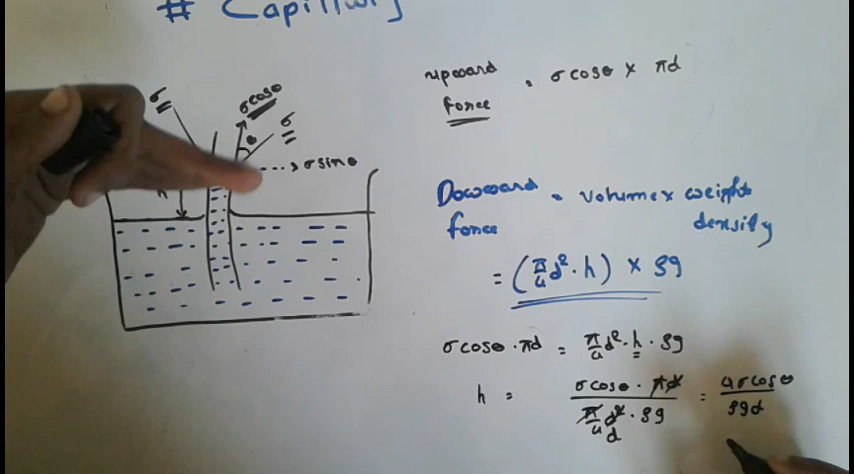 # Capillary
σ
σcosθ
θ
σ
σsinθ
h
upward force = σcosθ × πd
Downward force = volume × weight density
= (π/4 d² · h) × ρg
σcosθ · πd = π/4 d² · h · ρg
h = σcosθ · πd / π/4 d² · ρg = 4σcosθ / ρgd
d